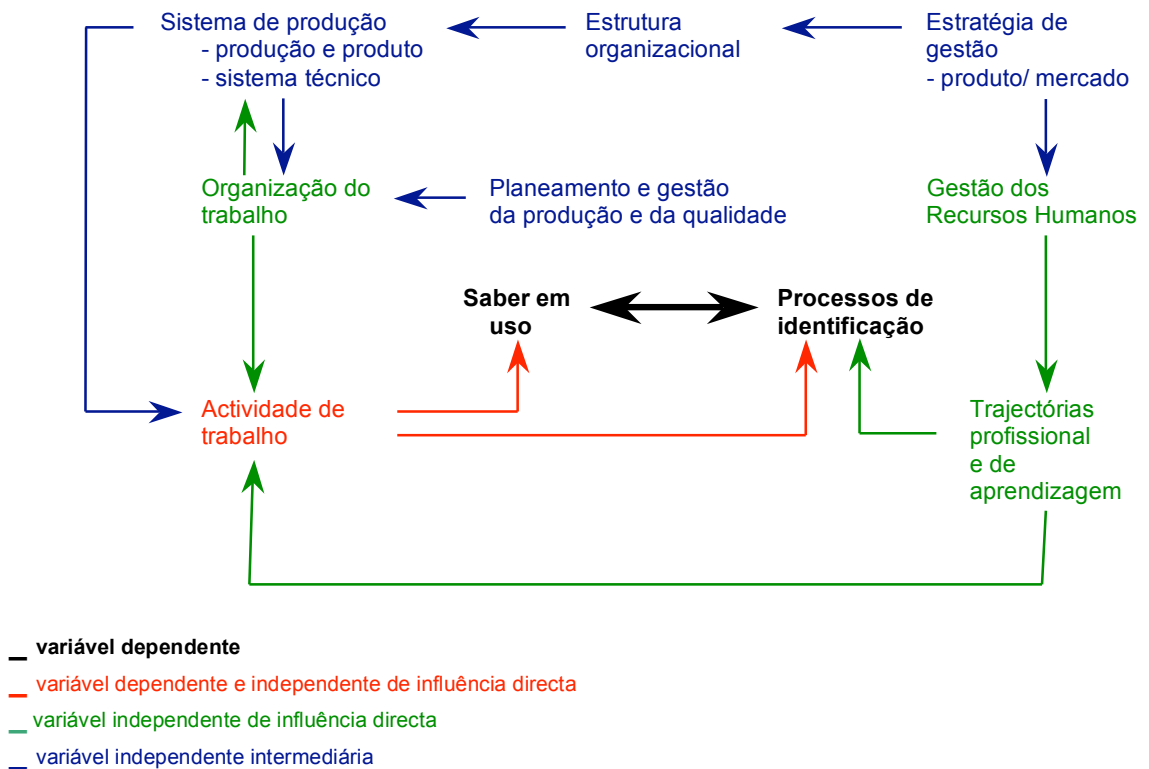 Sistema de produção
- produção e produto
- sistema técnico
Estrutura
organizacional
Estratégia de
gestão
- produto/ mercado
Organização do
trabalho
Planeamento e gestão
da produção e da qualidade
Gestão dos
Recursos Humanos
Saber em
uso
Processos de
identificação
Actividade de
trabalho
Trajectórias
profissional
e de
aprendizagem
variável dependente
variável dependente e independente de influência directa
variável independente de influência directa
variável independente intermediária